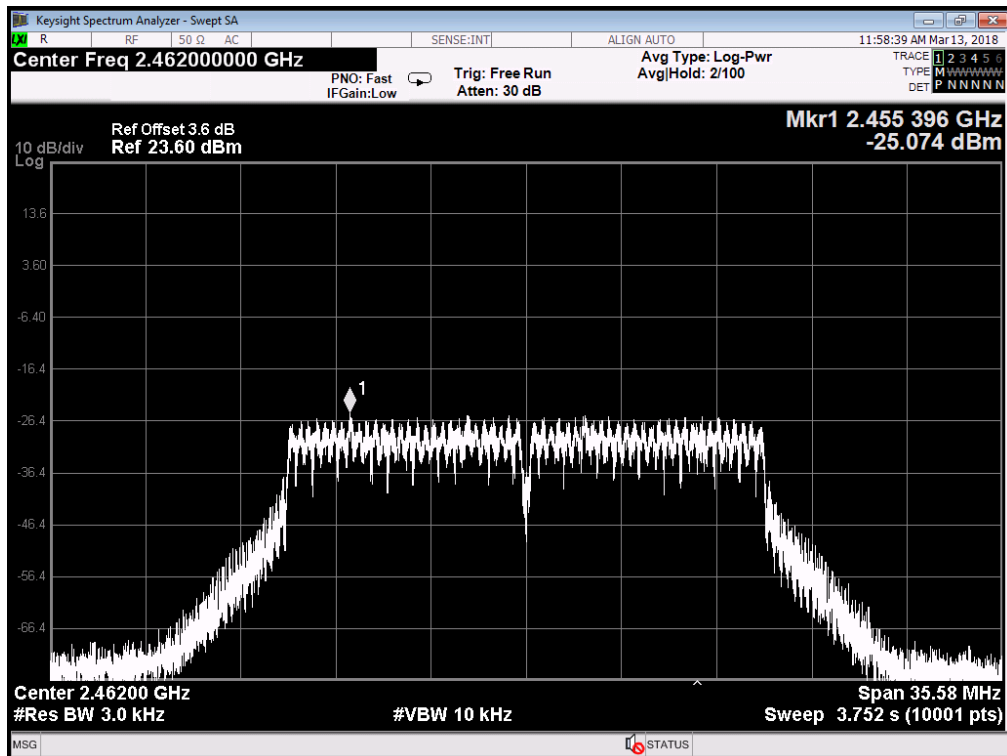 Keysight Spectrum Analyzer - Swept SA
LXI R RF 50 Ω AC SENSE:INT ALIGN AUTO 11:58:39 AM Mar 13, 2018
Center Freq 2.462000000 GHz
PNO: Fast
IFGain:Low
Trig: Free Run
Atten: 30 dB
Avg Type: Log-Pwr
Avg|Hold: 2/100
TRACE 1 2 3 4 5 6
TYPE M WWWWW
DET P N N N N N
Mkr1 2.455 396 GHz
-25.074 dBm
Ref Offset 3.6 dB
10 dB/div Ref 23.60 dBm
Log
13.6
3.60
-6.40
-16.4
1
-26.4
-36.4
-46.4
-56.4
-66.4
Center 2.46200 GHz Span 35.58 MHz
#Res BW 3.0 kHz #VBW 10 kHz Sweep 3.752 s (10001 pts)
MSG STATUS